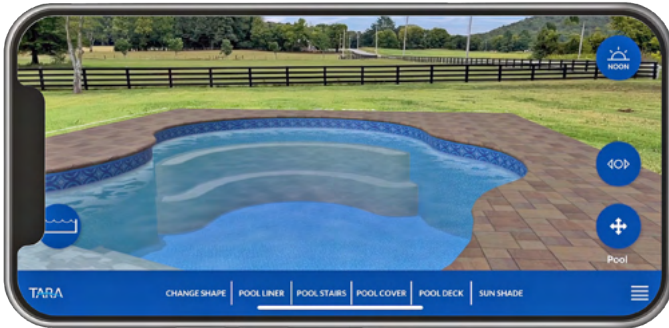 NOON
Pool
TARA
CHANGE SHAPE
POOL LINER
POOL STAIRS
POOL COVER
POOL DECK
SUN SHADE